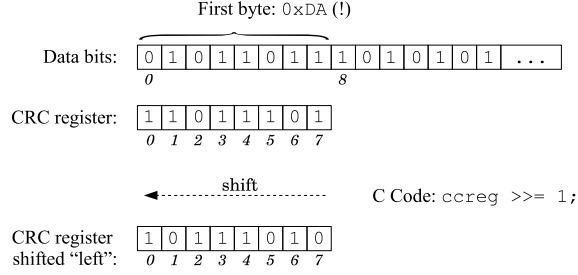 First byte: 0xDA (!)
Data bits: 0 1 0 1 1 0 1 1 1 0 1 0 1 0 1 ...
0 8
CRC register: 1 1 0 1 1 1 0 1
0 1 2 3 4 5 6 7
shift
C Code: ccreg >>= 1;
CRC register 1 0 1 1 1 0 1 0
shifted “left”: 0 1 2 3 4 5 6 7